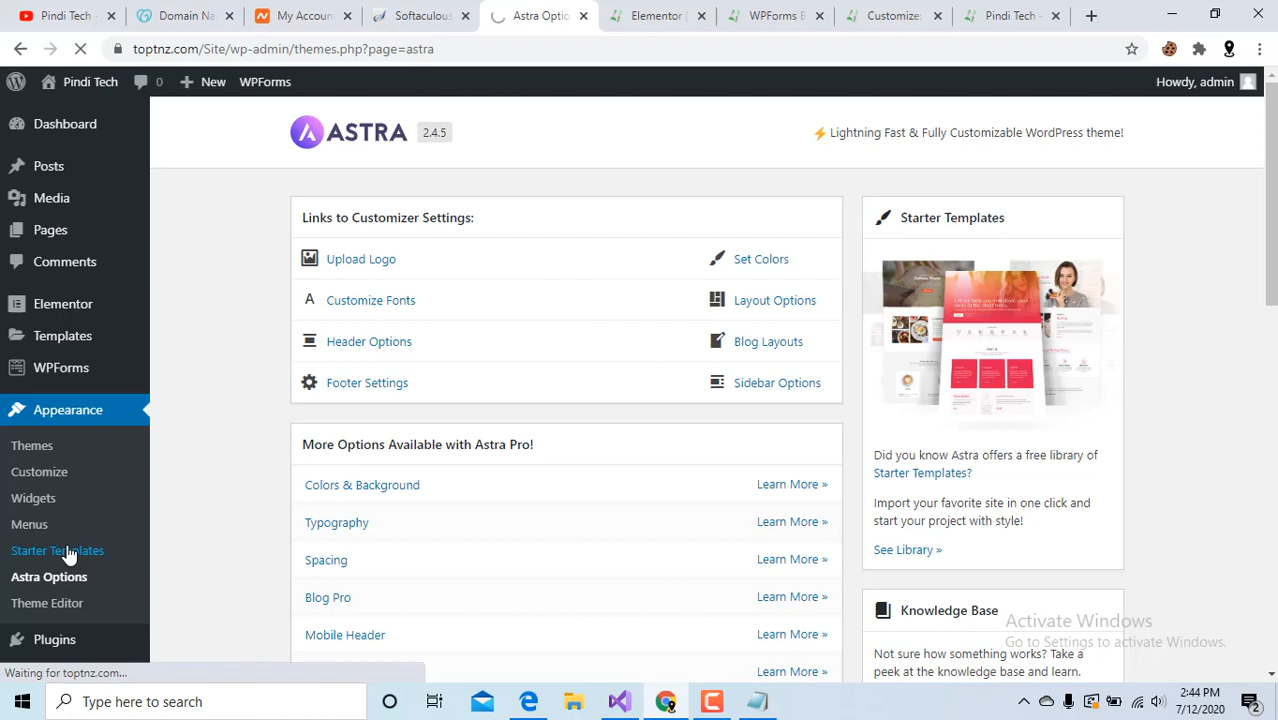 Pindi Tech -
Domain Na
My Accoun
Softaculous
Astra Optio
Elementor
WPForms B
Customize:
Pindi Tech –
toptnz.com/Site/wp-admin/themes.php?page=astra
Pindi Tech
0
New
WPForms
Howdy, admin
Dashboard
Posts
Media
Pages
Comments
Elementor
Templates
WPForms
Appearance
Themes
Customize
Widgets
Menus
Starter Templates
Astra Options
Theme Editor
Plugins
ASTRA
2.4.5
Lightning Fast & Fully Customizable WordPress theme!
Links to Customizer Settings:
Upload Logo
Set Colors
Customize Fonts
Layout Options
Header Options
Blog Layouts
Footer Settings
Sidebar Options
More Options Available with Astra Pro!
Colors & Background
Learn More »
Typography
Learn More »
Spacing
Learn More »
Blog Pro
Learn More »
Mobile Header
Learn More »
Learn More »
Starter Templates
Did you know Astra offers a free library of
Starter Templates?
Import your favorite site in one click and
start your project with style!
See Library »
Knowledge Base
Not sure how something works? Take a
peek at the knowledge base and learn.
Activate Windows
Go to Settings to activate Windows.
Waiting for toptnz.com...
Type here to search
2:44 PM
7/12/2020
2